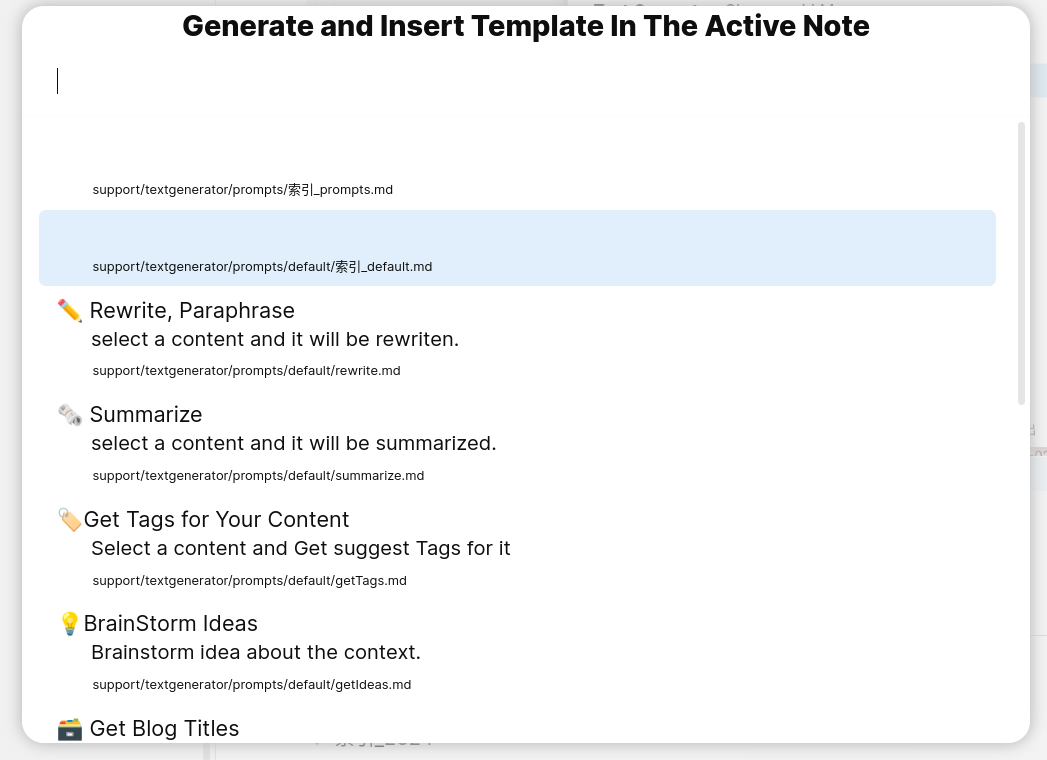 Generate and Insert Template In The Active Note
support/textgenerator/prompts/索引_prompts.md
support/textgenerator/prompts/default/索引_default.md
✏️ Rewrite, Paraphrase
select a content and it will be rewriten.
support/textgenerator/prompts/default/rewrite.md
🗞️ Summarize
select a content and it will be summarized.
support/textgenerator/prompts/default/summarize.md
🏷️Get Tags for Your Content
Select a content and Get suggest Tags for it
support/textgenerator/prompts/default/getTags.md
💡BrainStorm Ideas
Brainstorm idea about the context.
support/textgenerator/prompts/default/getIdeas.md
🗃️ Get Blog Titles